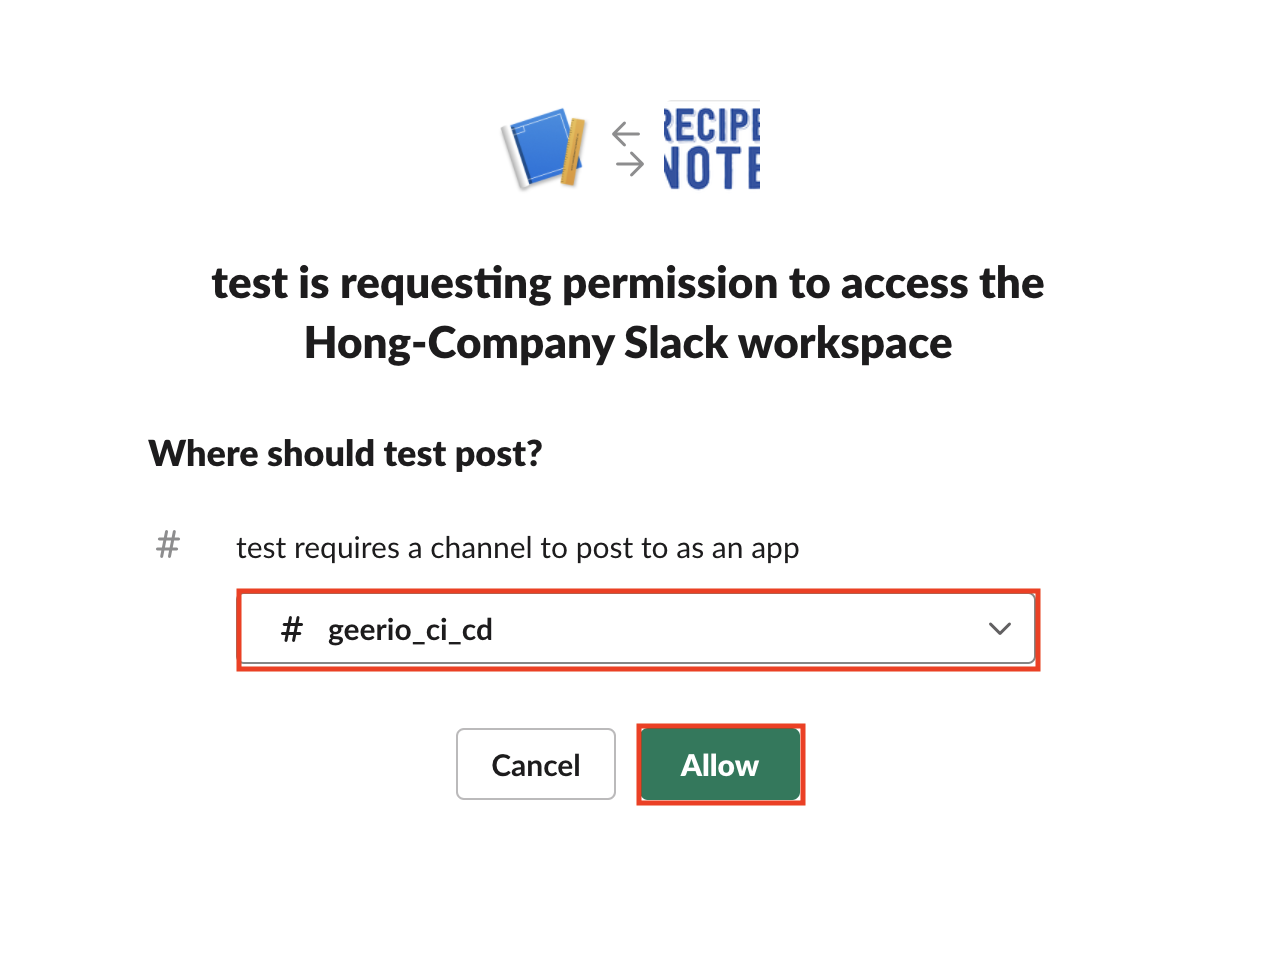 RECIPE
NOTE
test is requesting permission to access the
Hong-Company Slack workspace
Where should test post?
# test requires a channel to post to as an app
# geerio_ci_cd
Cancel Allow